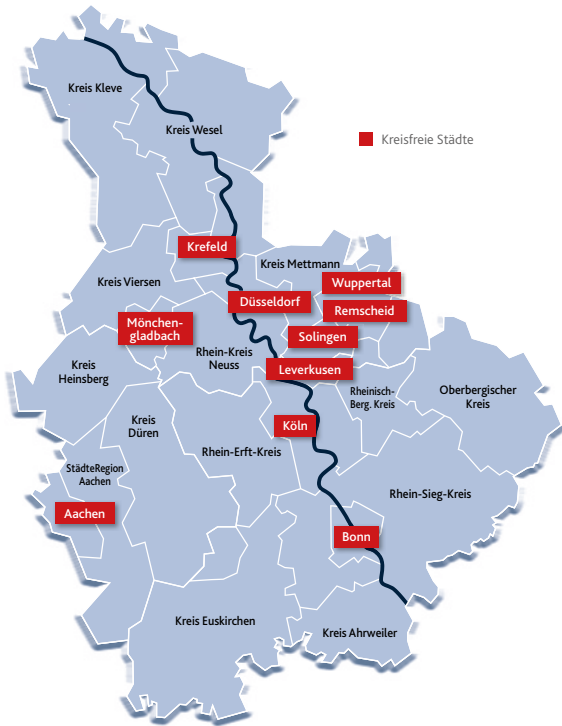 Kreis Kleve
Kreis Wesel
Kreisfreie Städte
Krefeld
Kreis Mettmann
Kreis Viersen
Wuppertal
Düsseldorf
Remscheid
Mönchen-
gladbach
Solingen
Rhein-Kreis
Neuss
Leverkusen
Kreis
Heinsberg
Rheinisch-
Berg. Kreis
Oberbergischer
Kreis
Kreis
Düren
Köln
Rhein-Erft-Kreis
StädteRegion
Aachen
Rhein-Sieg-Kreis
Aachen
Bonn
Kreis Euskirchen
Kreis Ahrweiler